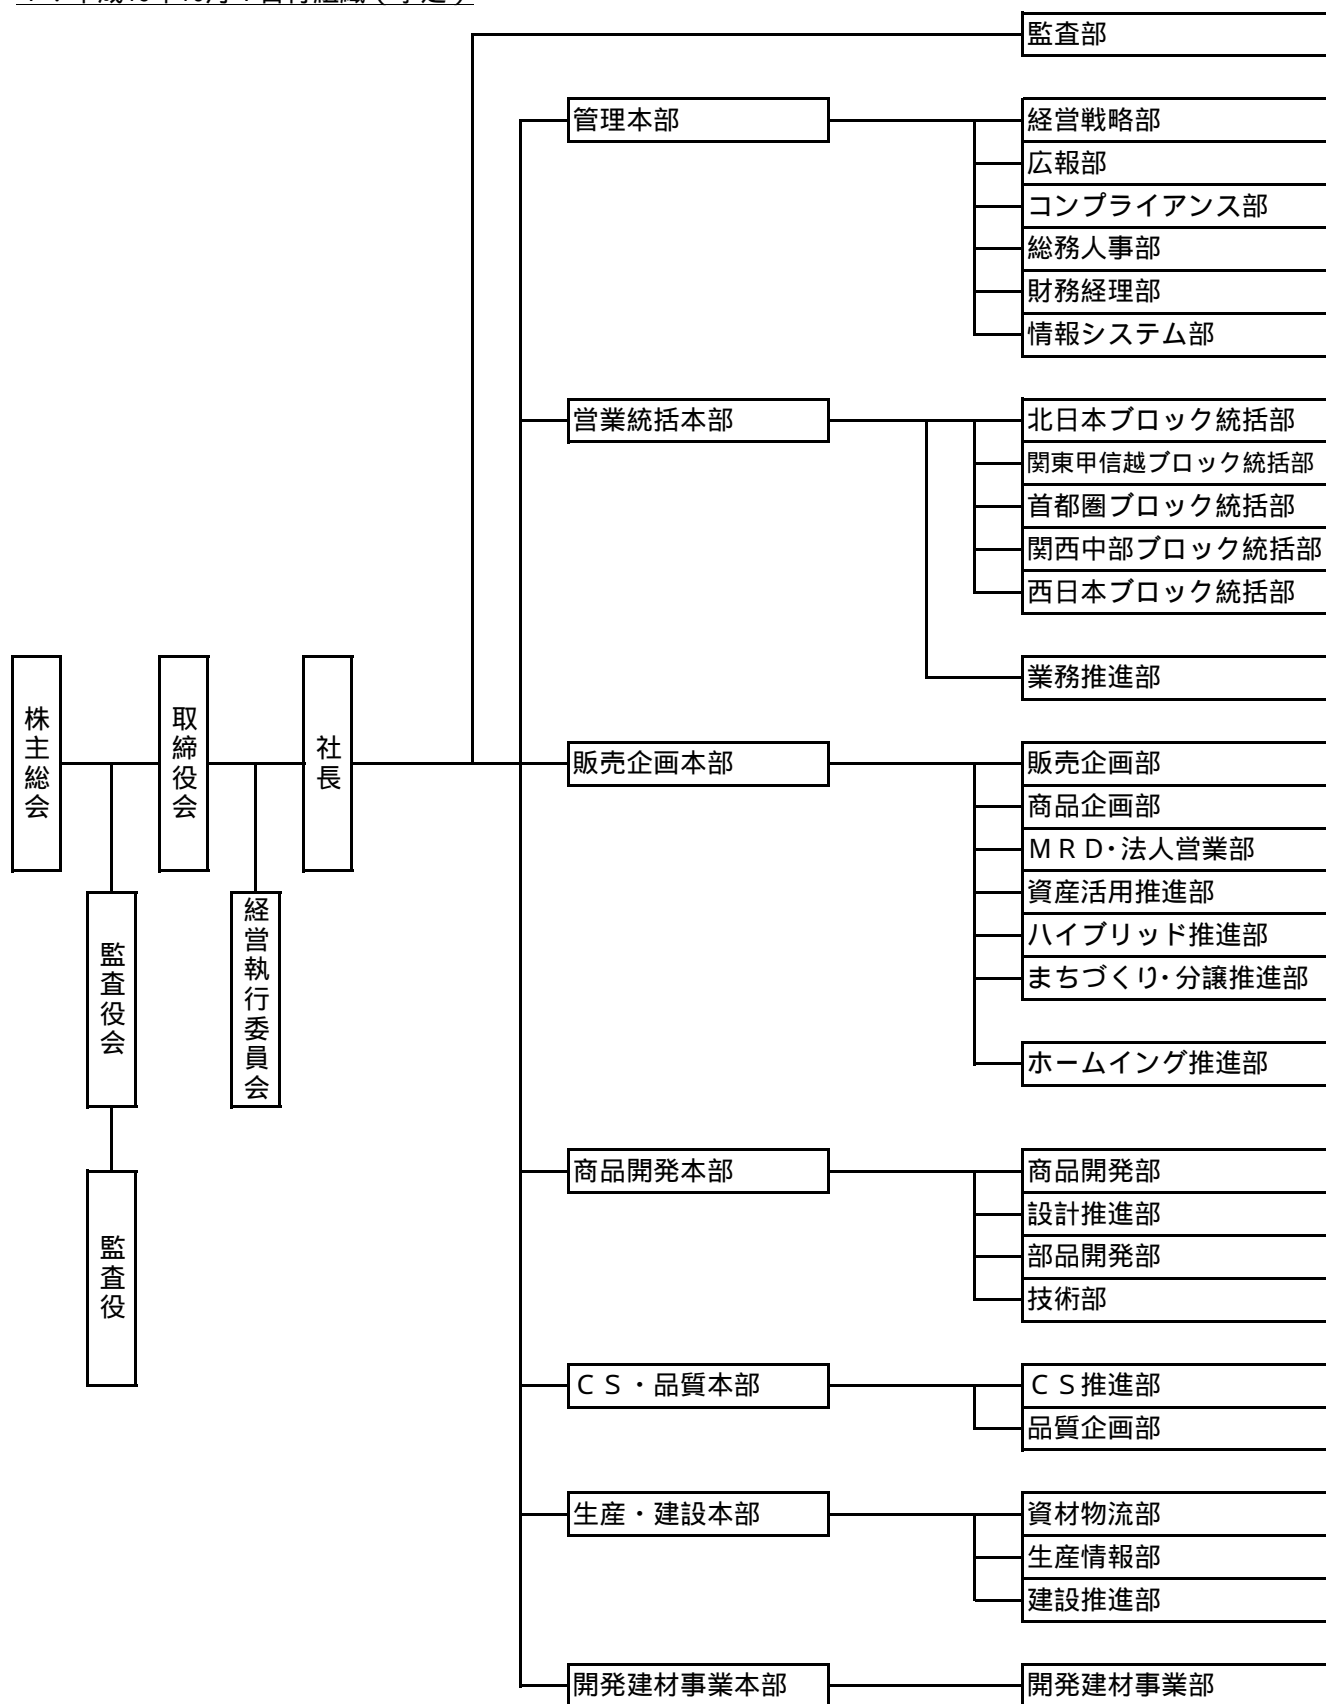 監査部
管理本部
経営戦略部
広報部
コンプライアンス部
総務人事部
財務経理部
情報システム部
営業統括本部
北日本ブロック統括部
関東甲信越ブロック統括部
首都圏ブロック統括部
関西中部ブロック統括部
西日本ブロック統括部
業務推進部
株主総会
取締役会
社長
販売企画本部
販売企画部
商品企画部
ＭＲＤ・法人営業部
資産活用推進部
ハイブリッド推進部
まちづくり・分譲推進部
ホームイング推進部
監査役会
経営執行委員会
監査役
商品開発本部
商品開発部
設計推進部
部品開発部
技術部
ＣＳ・品質本部
ＣＳ推進部
品質企画部
生産・建設本部
資材物流部
生産情報部
建設推進部
開発建材事業本部
開発建材事業部